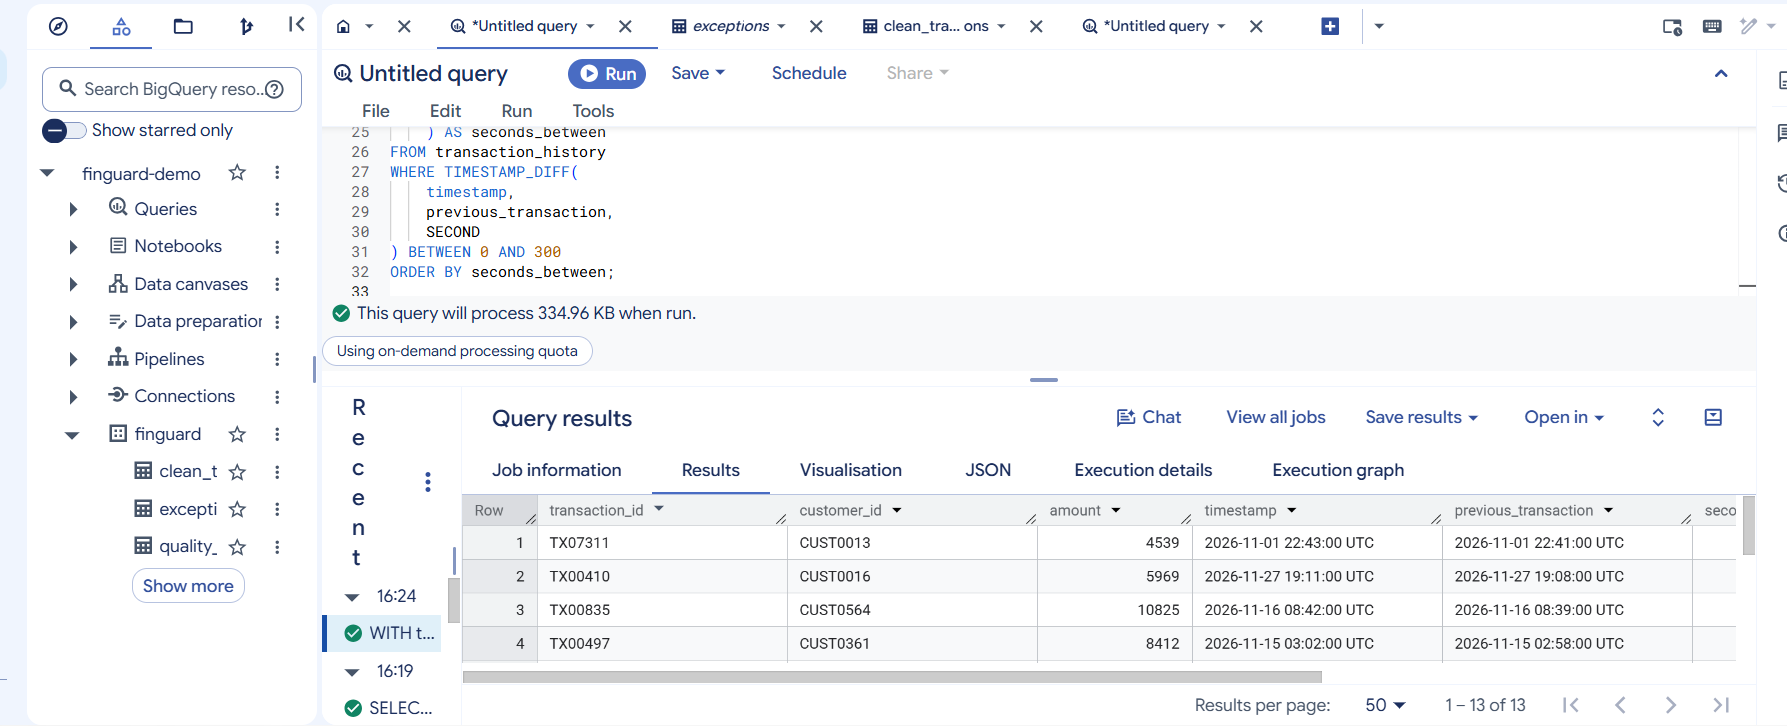 *Untitled query
exceptions
clean_tra... ons
*Untitled query
Search BigQuery reso..
Show starred only
finguard-demo
Queries
Notebooks
Data canvases
Data preparation
Pipelines
Connections
finguard
clean_t
excepti
quality_
Show more
Untitled query
Run
Save
Schedule
Share
File
Edit
Run
Tools
25 ) AS seconds_between
26 FROM transaction_history
27 WHERE TIMESTAMP_DIFF(
28 timestamp,
29 previous_transaction,
30 SECOND
31 ) BETWEEN 0 AND 300
32 ORDER BY seconds_between;
33
This query will process 334.96 KB when run.
Using on-demand processing quota
Recent
16:24
WITH t...
16:19
SELEC...
Query results
Chat
View all jobs
Save results
Open in
Job information
Results
Visualisation
JSON
Execution details
Execution graph
Row transaction_id customer_id amount timestamp previous_transaction seco
1 TX07311 CUST0013 4539 2026-11-01 22:43:00 UTC 2026-11-01 22:41:00 UTC
2 TX00410 CUST0016 5969 2026-11-27 19:11:00 UTC 2026-11-27 19:08:00 UTC
3 TX00835 CUST0564 10825 2026-11-16 08:42:00 UTC 2026-11-16 08:39:00 UTC
4 TX00497 CUST0361 8412 2026-11-15 03:02:00 UTC 2026-11-15 02:58:00 UTC
Results per page: 50 1 – 13 of 13